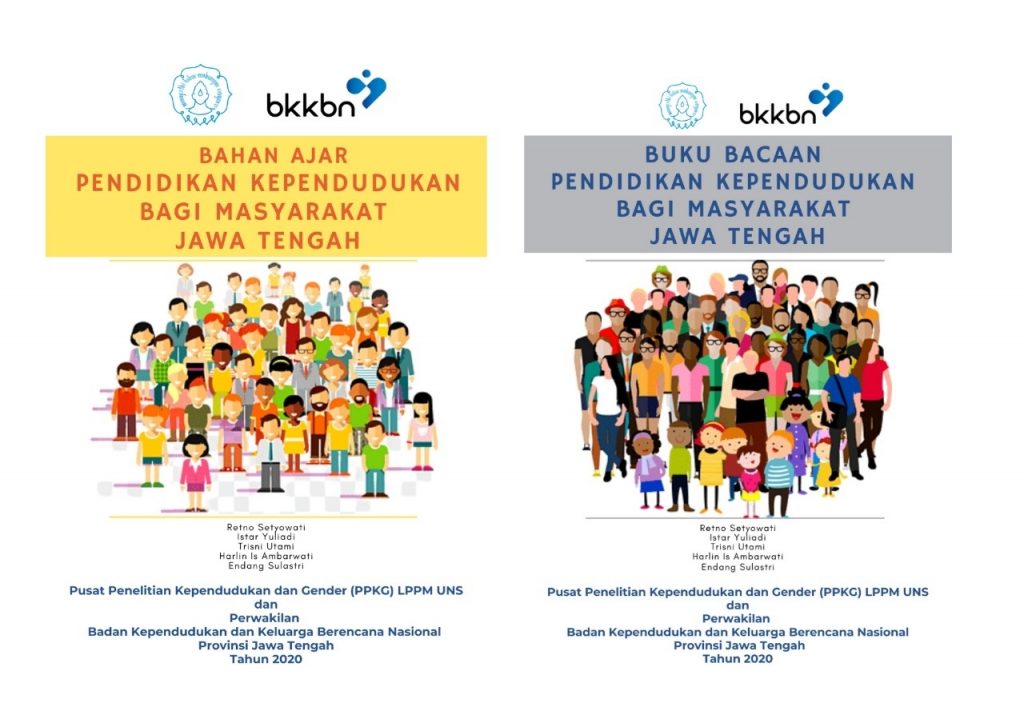 bkkbn
BAHAN AJAR
PENDIDIKAN KEPENDUDUKAN
BAGI MASYARAKAT
JAWA TENGAH
Retno Setyowati
Istar Yuliadi
Trisni Utami
Harlin Is Ambarwati
Endang Sulastri
Pusat Penelitian Kependudukan dan Gender (PPKG) LPPM UNS
dan
Perwakilan
Badan Kependudukan dan Keluarga Berencana Nasional
Provinsi Jawa Tengah
Tahun 2020
bkkbn
BUKU BACAAN
PENDIDIKAN KEPENDUDUKAN
BAGI MASYARAKAT
JAWA TENGAH
Retno Setyowati
Istar Yuliadi
Trisni Utami
Harlin Is Ambarwati
Endang Sulastri
Pusat Penelitian Kependudukan dan Gender (PPKG) LPPM UNS
dan
Perwakilan
Badan Kependudukan dan Keluarga Berencana Nasional
Provinsi Jawa Tengah
Tahun 2020